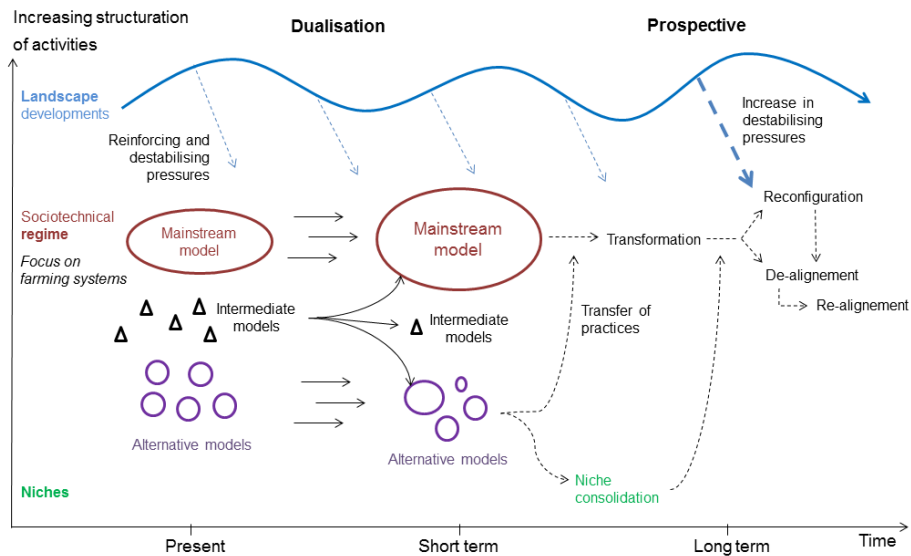 Increasing structuration
of activities
Dualisation
Prospective
Landscape
developments
Increase in
destabilising
pressures
Reinforcing and
destabilising
pressures
Sociotechnical
regime
Focus on
farming systems
Mainstream
model
Mainstream
model
Transformation
Reconfiguration
De-alignement
Re-alignement
Intermediate
models
Intermediate
models
Transfer of
practices
Alternative models
Alternative models
Niche
consolidation
Niches
Present
Short term
Long term
Time